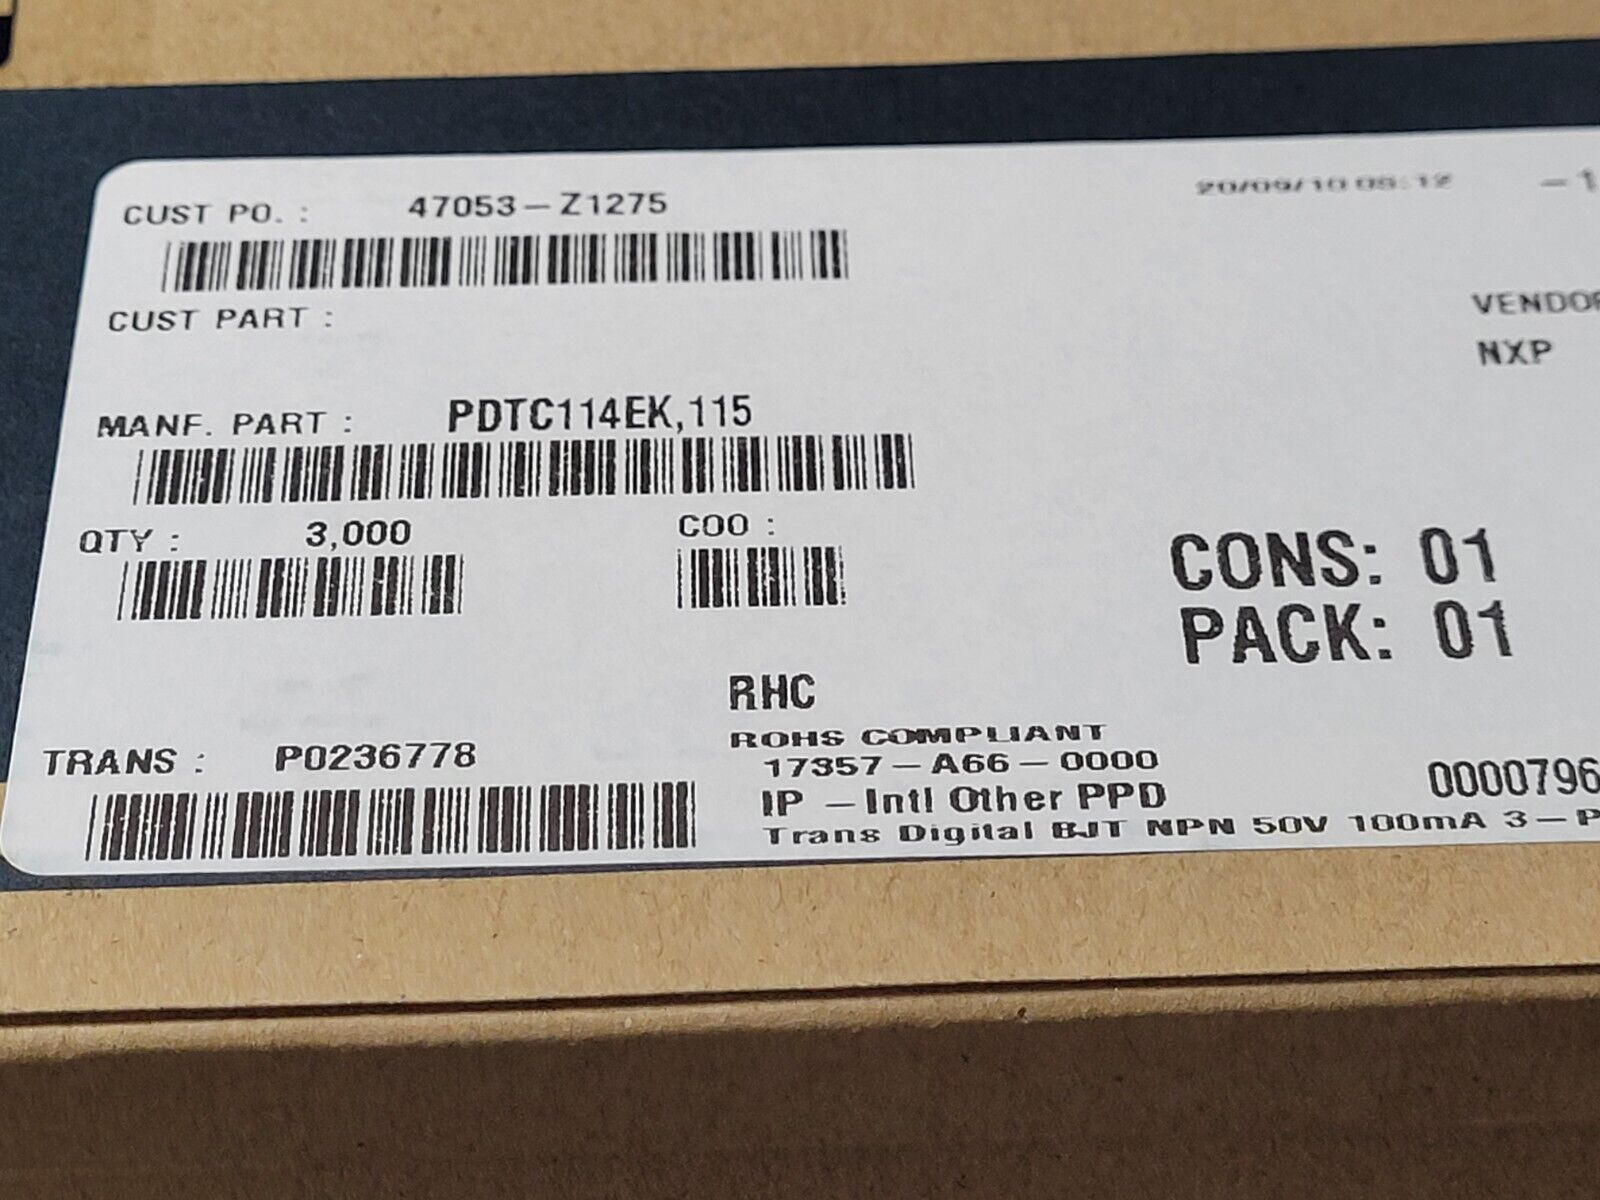 CUST PO. : 47053-Z1275 20/09/10 08:12 -1
CUST PART :
VENDOR
NXP
MANF. PART : PDTC114EK,115
QTY : 3,000 COO :
CONS: 01
PACK: 01
RHC
ROHS COMPLIANT
TRANS : P0236778
17357-A66-0000
IP -Intl Other PPD 0000796
Trans Digital BJT NPN 50V 100mA 3-P